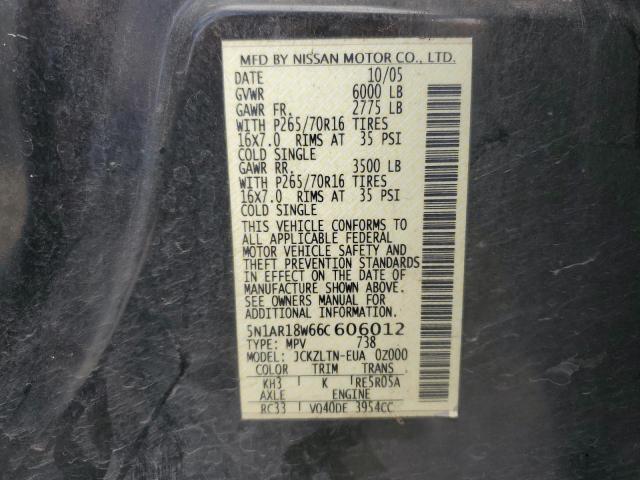 MFD BY NISSAN MOTOR CO., LTD.
DATE 10/05
GVWR 6000 LB
GAWR FR. 2775 LB
WITH P265/70R16 TIRES
16X7.0 RIMS AT 35 PSI
COLD SINGLE
GAWR RR. 3500 LB
WITH P265/70R16 TIRES
16X7.0 RIMS AT 35 PSI
COLD SINGLE
THIS VEHICLE CONFORMS TO
ALL APPLICABLE FEDERAL
MOTOR VEHICLE SAFETY AND
THEFT PREVENTION STANDARDS
IN EFFECT ON THE DATE OF
MANUFACTURE SHOWN ABOVE.
SEE OWNERS MANUAL FOR
ADDITIONAL INFORMATION.
5N1AR18W66C606012
TYPE: MPV 738
MODEL: JCKZLTN-EUA 0Z000
COLOR TRIM TRANS
KH3 K RE5R05A
AXLE ENGINE
RC33 VQ40DE 3954CC